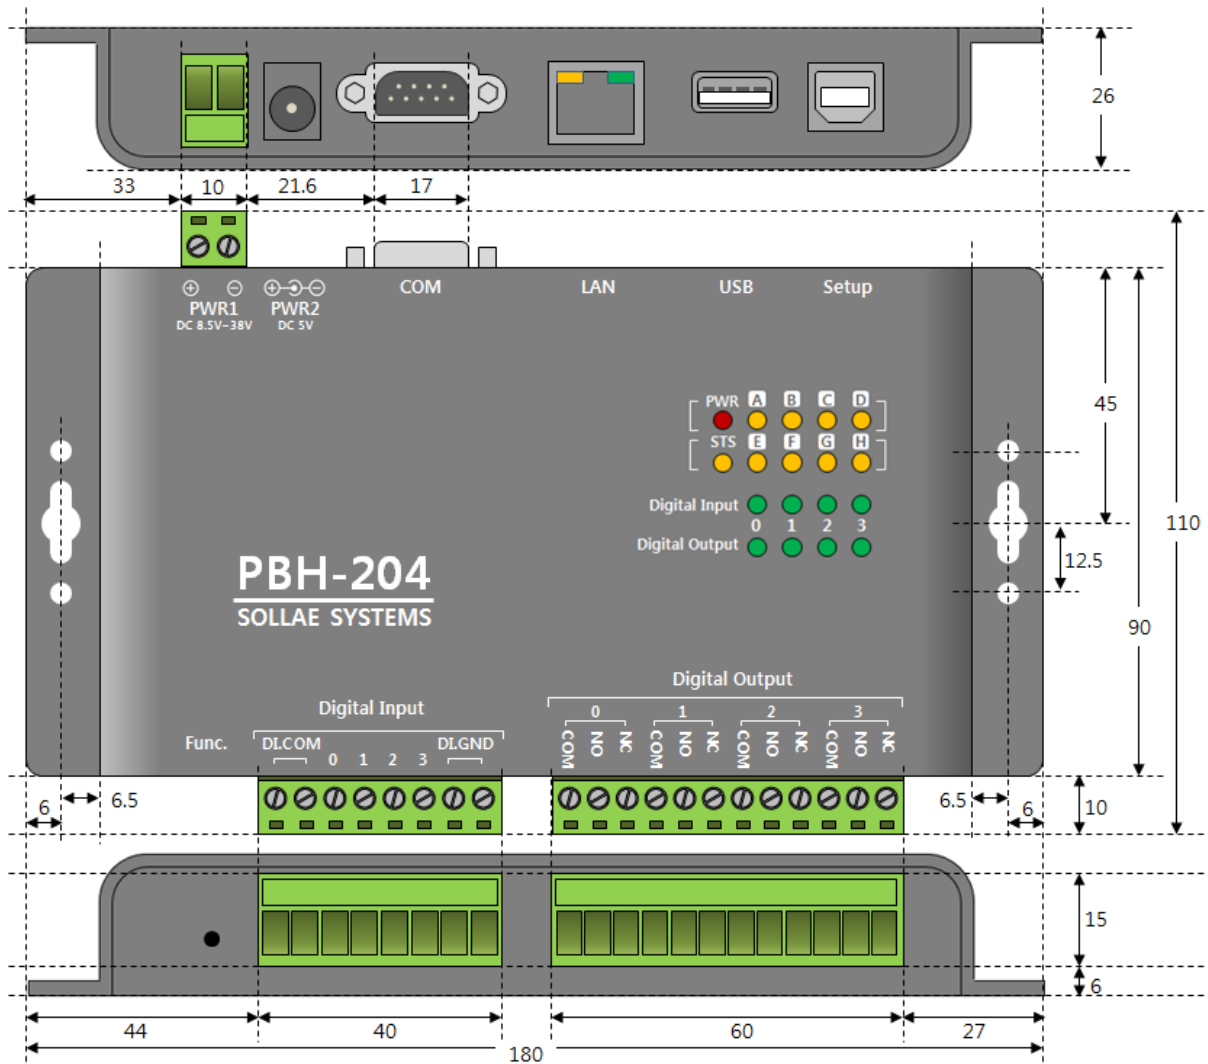 26
33 10 21.6 17
COM LAN USB Setup
PWR1 PWR2
DC 8.5V~38V DC 5V
45
PWR A B C D
STS E F G H
Digital Input
0 1 2 3
Digital Output
110
12.5
PBH-204
SOLLAE SYSTEMS
90
Digital Output
Digital Input
0 1 2 3
Func. DI.COM 0 1 2 3 DI.GND
COM NO NC COM NO NC COM NO NC COM NO NC
6 6.5 6.5 6 10
15
6
44 40 60 27
180